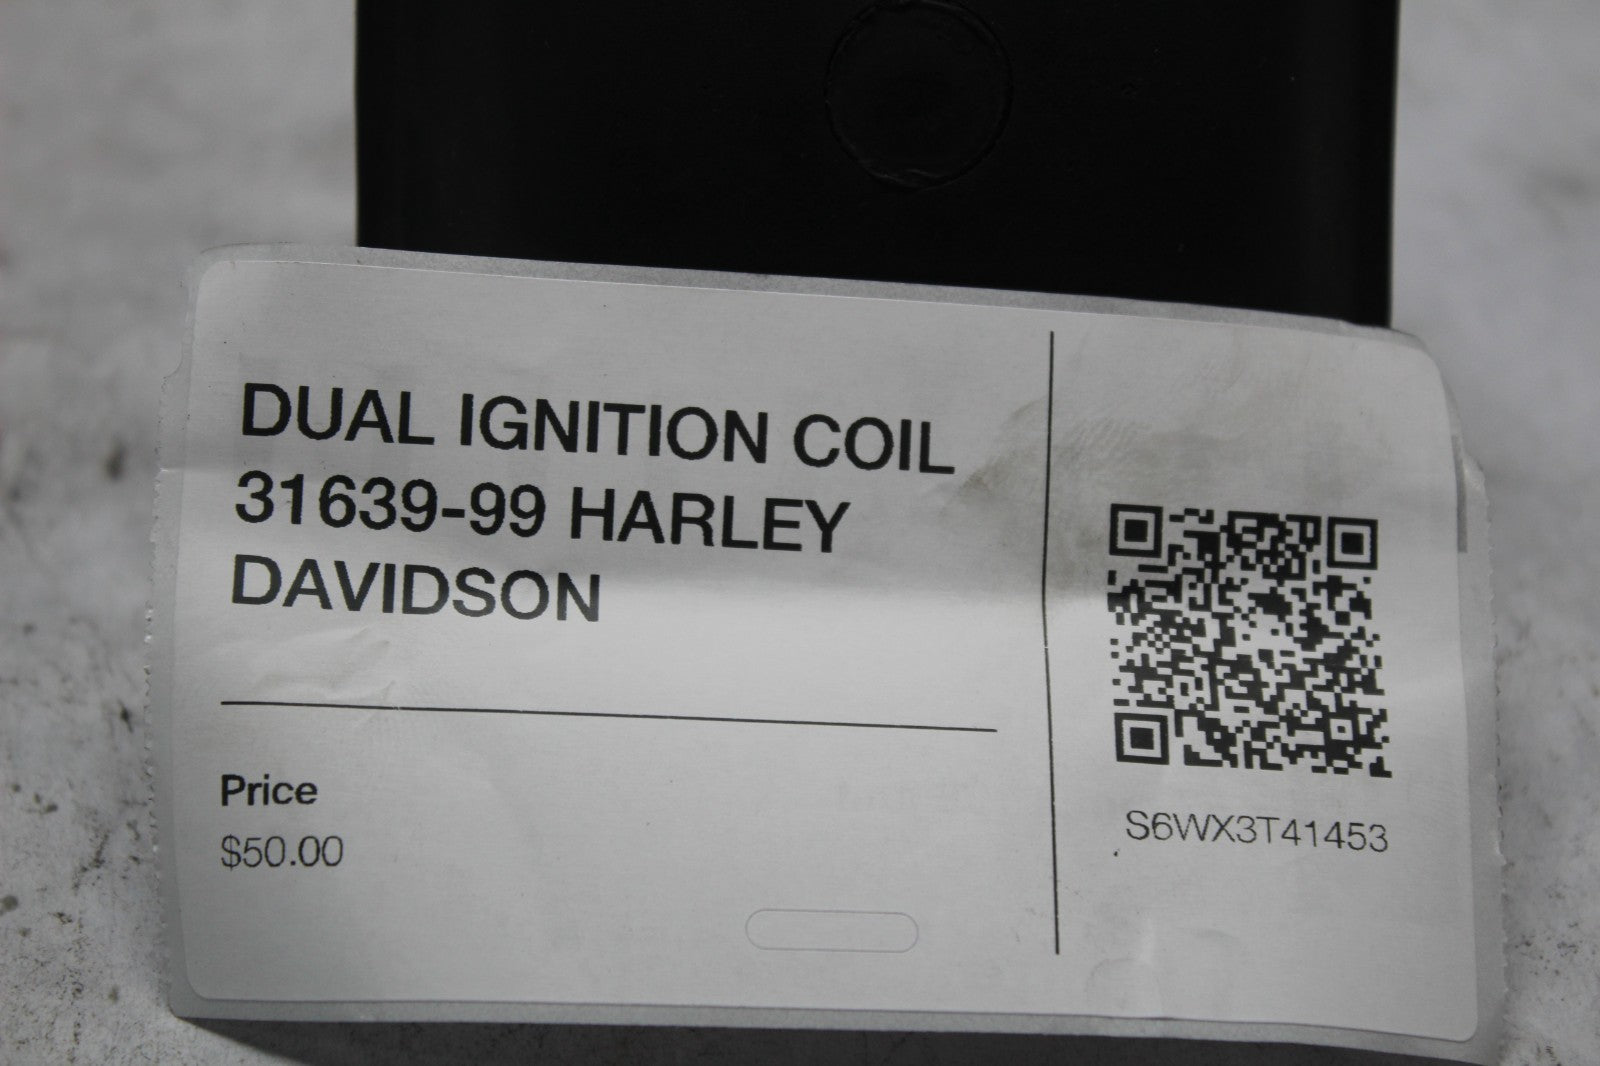 DUAL IGNITION COIL
31639-99 HARLEY
DAVIDSON
Price
$50.00
S6WX3T41453